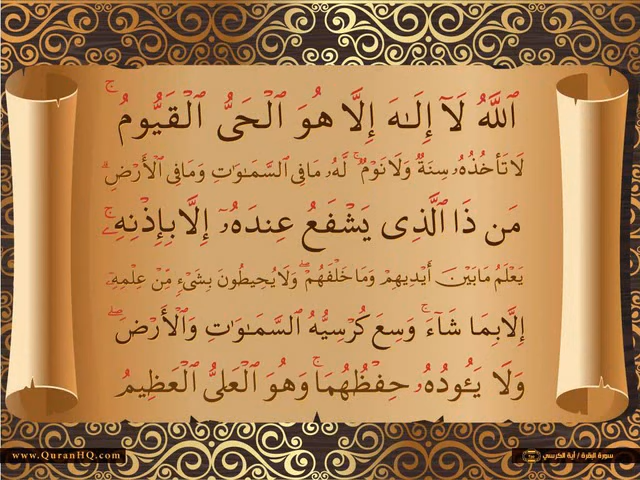 ٱللَّهُ لَآ إِلَـٰهَ إِلَّا هُوَ ٱلْحَىُّ ٱلْقَيُّومُ ۚ
لَا تَأْخُذُهُۥ سِنَةٌ وَلَا نَوْمٌ ۚ لَّهُۥ مَا فِى ٱلسَّمَـٰوَٰتِ وَمَا فِى ٱلْأَرْضِ ۗ
مَن ذَا ٱلَّذِى يَشْفَعُ عِندَهُۥٓ إِلَّا بِإِذْنِهِۦ ۚ
يَعْلَمُ مَا بَيْنَ أَيْدِيهِمْ وَمَا خَلْفَهُمْ ۖ وَلَا يُحِيطُونَ بِشَىْءٍ مِّنْ عِلْمِهِۦٓ
إِلَّا بِمَا شَآءَ ۚ وَسِعَ كُرْسِيُّهُ ٱلسَّمَـٰوَٰتِ وَٱلْأَرْضَ ۖ
وَلَا يَـُٔودُهُۥ حِفْظُهُمَا ۚ وَهُوَ ٱلْعَلِىُّ ٱلْعَظِيمُ
www.QuranHQ.com
سورة البقرة / آية الكرسي